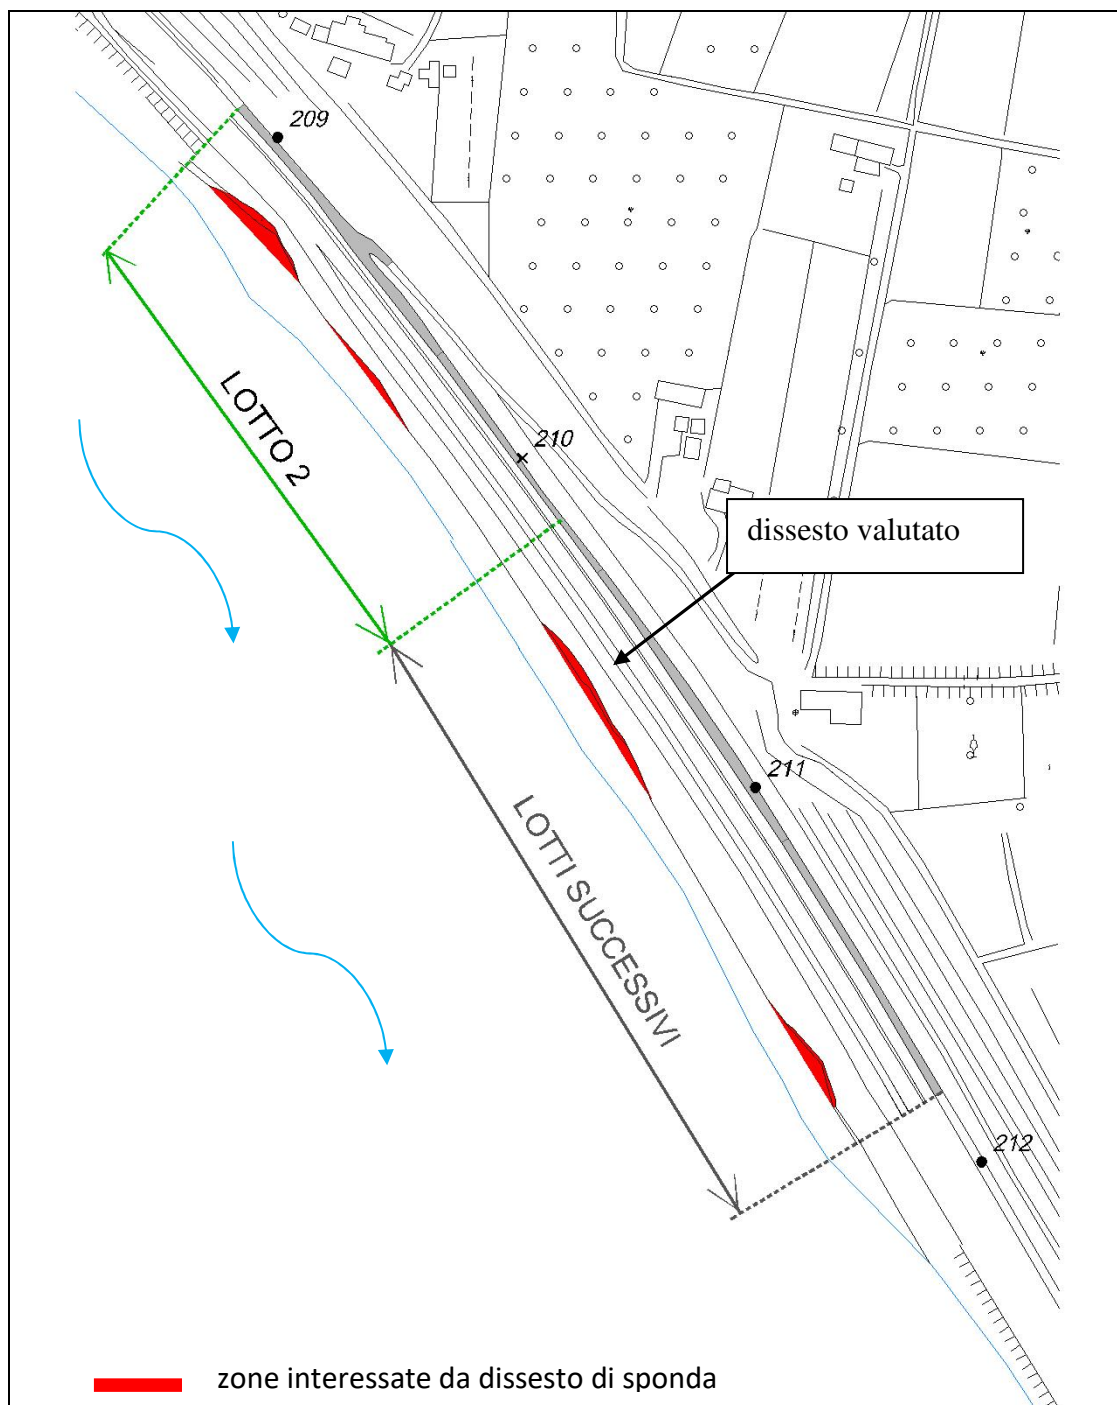 209
LOTTO 2
210
dissesto valutato
211
LOTTI SUCCESSIVI
212
zone interessate da dissesto di sponda